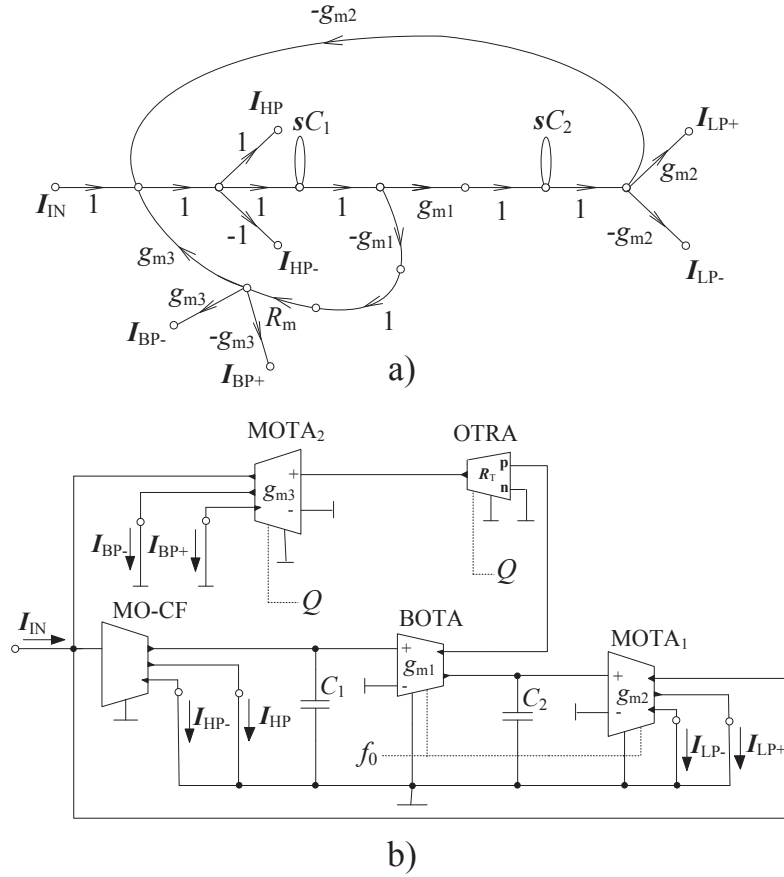 -gm2
IHP
sC1
sC2
ILP+
1
gm2
IIN
1
1
1
1
gm1
1
1
-1
-gm1
-gm2
gm3
IHP-
ILP-
gm3
Rm
1
IBP-
-gm3
IBP+
a)
MOTA2
OTRA
+
gm3
-
RT
p
n
IBP-
IBP+
Q
Q
MO-CF
BOTA
MOTA1
IIN
+
gm1
-
+
gm2
-
C1
C2
IHP-
IHP
f0
ILP-
ILP+
b)